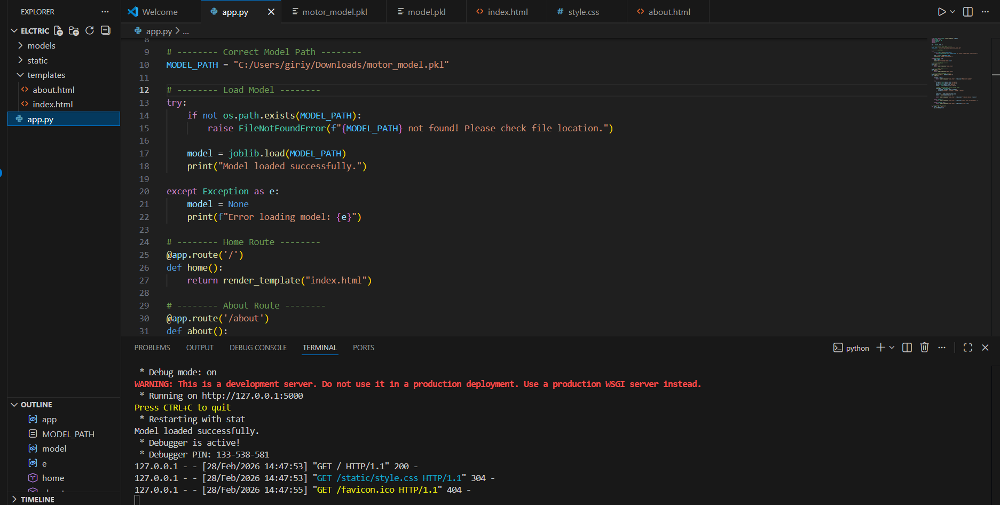 EXPLORER
ELCTRIC
models
static
templates
about.html
index.html
app.py
OUTLINE
app
MODEL_PATH
model
e
home
TIMELINE
Welcome
app.py
motor_model.pkl
model.pkl
index.html
style.css
about.html
app.py > ...
8
9 # -------- Correct Model Path --------
10 MODEL_PATH = "C:/Users/giriy/Downloads/motor_model.pkl"
11
12 # -------- Load Model --------
13 try:
14 if not os.path.exists(MODEL_PATH):
15 raise FileNotFoundError(f"{MODEL_PATH} not found! Please check file location.")
16
17 model = joblib.load(MODEL_PATH)
18 print("Model loaded successfully.")
19
20 except Exception as e:
21 model = None
22 print(f"Error loading model: {e}")
23
24 # -------- Home Route --------
25 @app.route('/')
26 def home():
27 return render_template("index.html")
28
29 # -------- About Route --------
30 @app.route('/about')
31 def about():
PROBLEMS OUTPUT DEBUG CONSOLE TERMINAL PORTS
python
* Debug mode: on
WARNING: This is a development server. Do not use it in a production deployment. Use a production WSGI server instead.
* Running on http://127.0.0.1:5000
Press CTRL+C to quit
* Restarting with stat
Model loaded successfully.
* Debugger is active!
* Debugger PIN: 133-538-581
127.0.0.1 - - [28/Feb/2026 14:47:53] "GET / HTTP/1.1" 200 -
127.0.0.1 - - [28/Feb/2026 14:47:53] "GET /static/style.css HTTP/1.1" 304 -
127.0.0.1 - - [28/Feb/2026 14:47:55] "GET /favicon.ico HTTP/1.1" 404 -